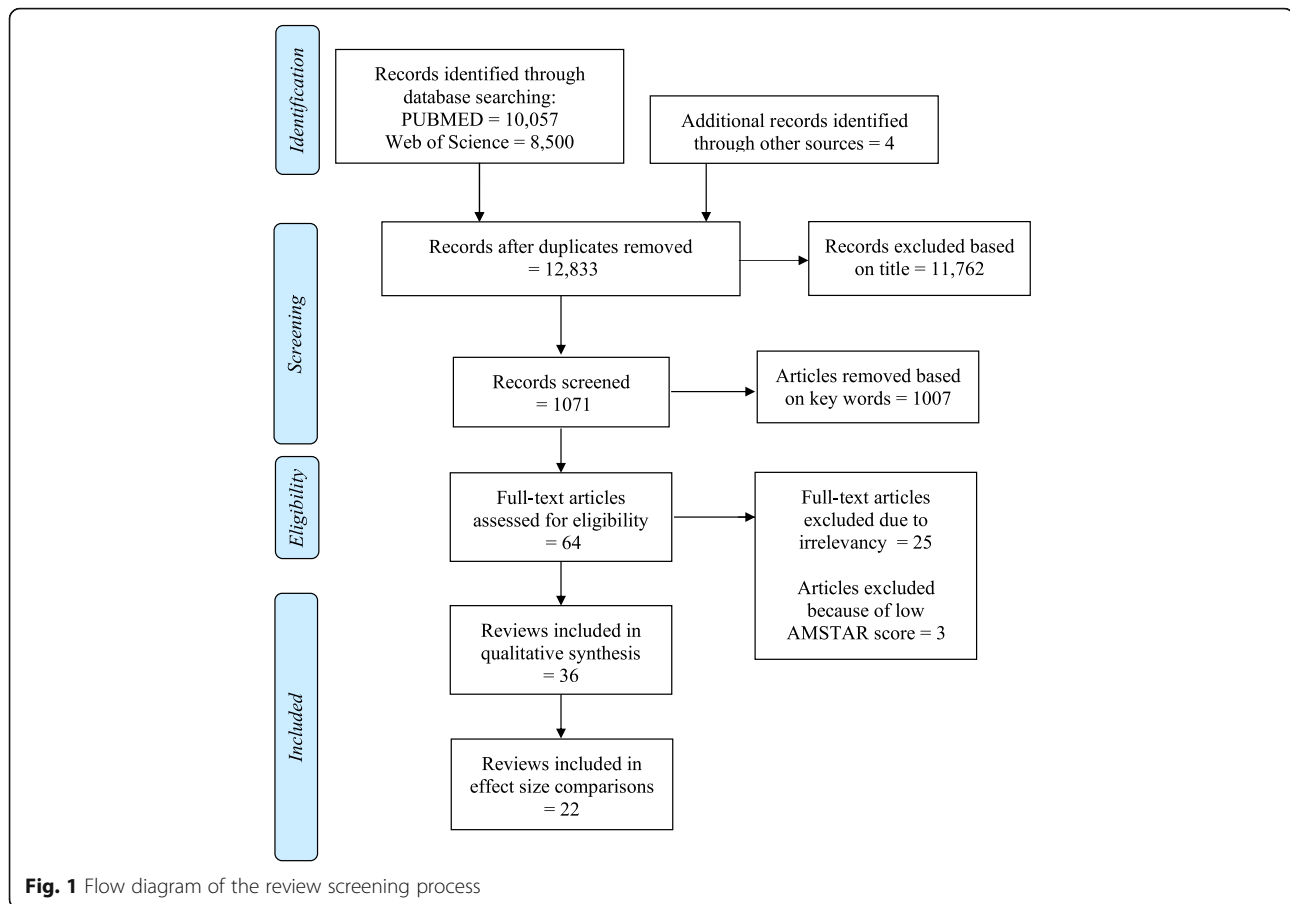 Identification
Records identified through
database searching:
PUBMED = 10,057
Web of Science = 8,500
Additional records identified
through other sources = 4
Screening
Records after duplicates removed
= 12,833
Records excluded based
on title = 11,762
Records screened
= 1071
Articles removed based
on key words = 1007
Eligibility
Full-text articles
assessed for eligibility
= 64
Full-text articles
excluded due to
irrelevancy = 25
Articles excluded
because of low
AMSTAR score = 3
Included
Reviews included in
qualitative synthesis
= 36
Reviews included in
effect size comparisons
= 22
Fig. 1 Flow diagram of the review screening process